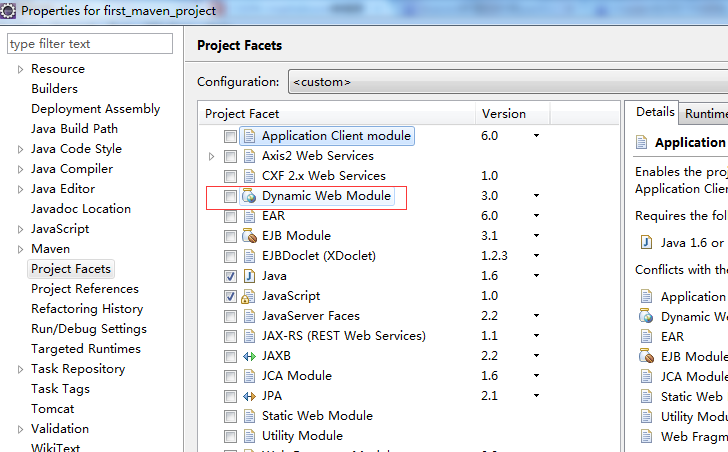 Properties for first_maven_project
type filter text
Resource
Builders
Deployment Assembly
Java Build Path
Java Code Style
Java Compiler
Java Editor
Javadoc Location
JavaScript
Maven
Project Facets
Project References
Refactoring History
Run/Debug Settings
Targeted Runtimes
Task Repository
Task Tags
Tomcat
Validation
WikiText
Project Facets
Configuration: <custom>
Project Facet Version
Application Client module 6.0
Axis2 Web Services
CXF 2.x Web Services 1.0
Dynamic Web Module 3.0
EAR 6.0
EJB Module 3.1
EJBDoclet (XDoclet) 1.2.3
Java 1.6
JavaScript 1.0
JavaServer Faces 2.2
JAX-RS (REST Web Services) 1.1
JAXB 2.2
JCA Module 1.6
JPA 2.1
Static Web Module
Utility Module
Details Runtime
Application
Enables the proj
Application Clien
Requires the foll
Java 1.6 or
Conflicts with the
Application
Dynamic We
EAR
EJB Module
JCA Module
Static Web
Utility Modu
Web Fragm